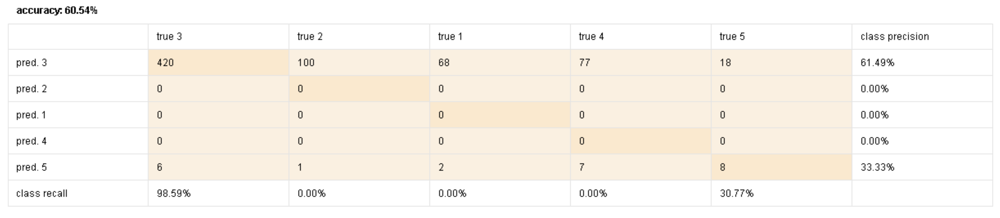 accuracy: 60.54%
true 3 true 2 true 1 true 4 true 5 class precision
pred. 3 420 100 68 77 18 61.49%
pred. 2 0 0 0 0 0 0.00%
pred. 1 0 0 0 0 0 0.00%
pred. 4 0 0 0 0 0 0.00%
pred. 5 6 1 2 7 8 33.33%
class recall 98.59% 0.00% 0.00% 0.00% 30.77%